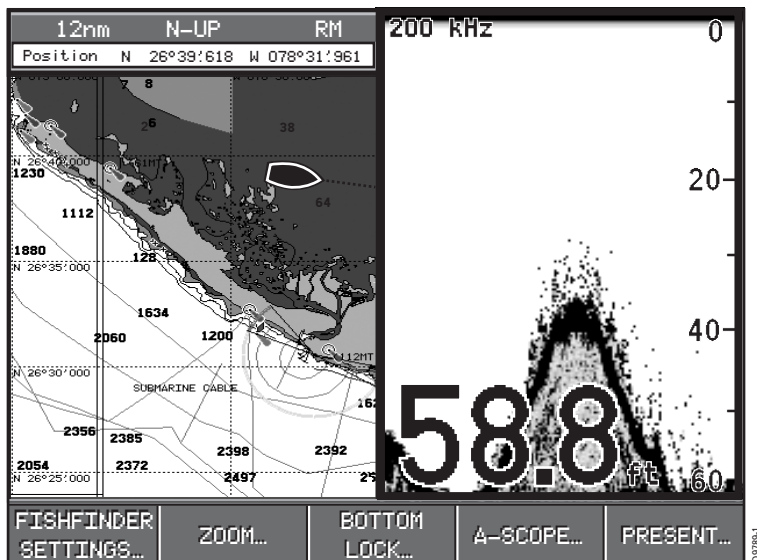 12nm N-UP RM
Position N 26°39'.618 W 078°31'.961
200 kHz
0
8
26
38
N 26°40'.000
1230
64
20
1112
1880
128
N 26°35'.000
1634
2060
1200
40
N 26°30'.000
SUBMARINE CABLE
2356
2385
2398
2392
58.8 ft
60
2054
2372
2497
N 26°25'.000
FISHFINDER SETTINGS...
ZOOM...
BOTTOM LOCK...
A-SCOPE...
PRESENT...